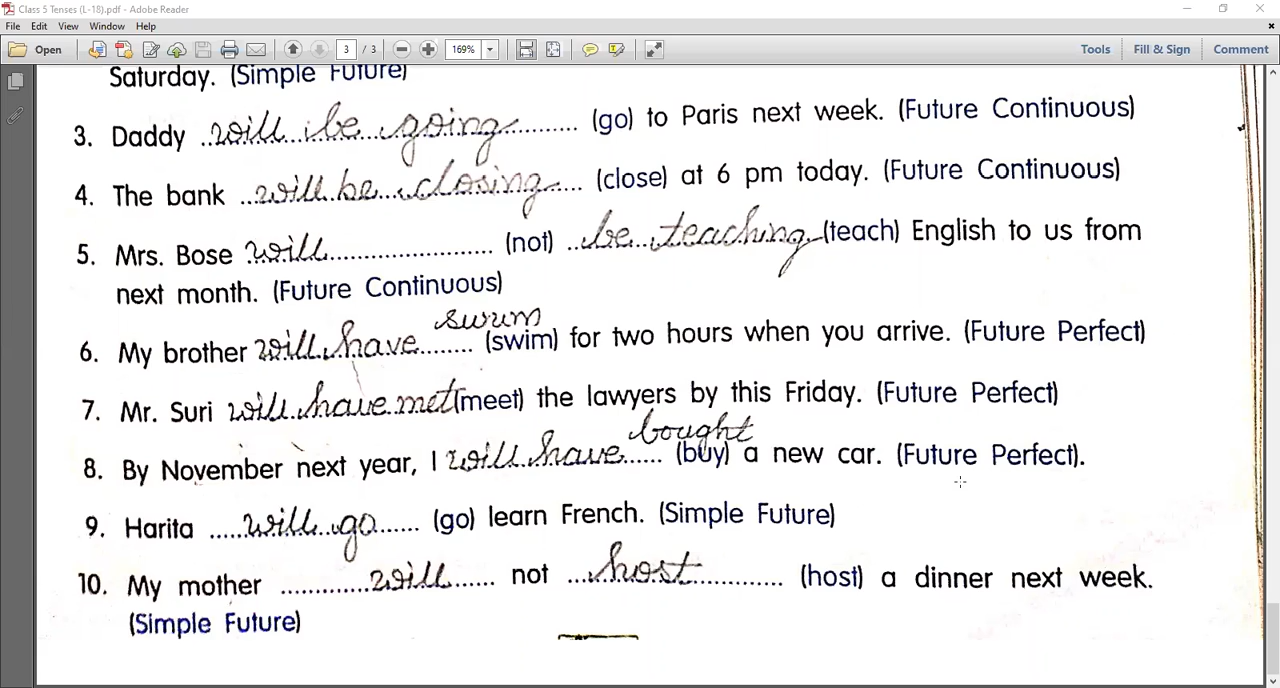 Class 5 Tenses (L-18).pdf - Adobe Reader
File Edit View Window Help
Open 3 / 3 169% Tools Fill & Sign Comment
Saturday. (Simple Future)
3. Daddy will be going (go) to Paris next week. (Future Continuous)
4. The bank will be closing (close) at 6 pm today. (Future Continuous)
5. Mrs. Bose will (not) be teaching (teach) English to us from
next month. (Future Continuous)
6. My brother will have swum (swim) for two hours when you arrive. (Future Perfect)
7. Mr. Suri will have met (meet) the lawyers by this Friday. (Future Perfect)
8. By November next year, I will have bought (buy) a new car. (Future Perfect).
9. Harita will go (go) learn French. (Simple Future)
10. My mother will not host (host) a dinner next week.
(Simple Future)